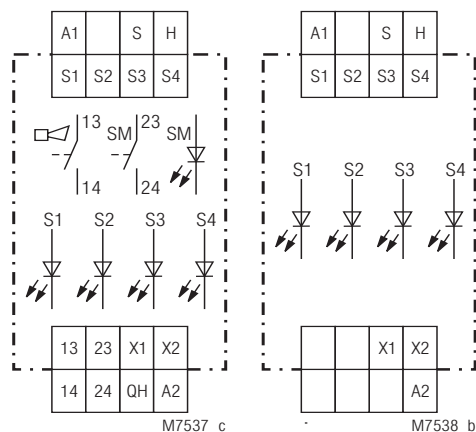 A1 S H
S1 S2 S3 S4
13 23
SM SM
14 24
S1 S2 S3 S4
13 23 X1 X2
14 24 QH A2
M7537 c
A1 S H
S1 S2 S3 S4
S1 S2 S3 S4
X1 X2
A2
M7538 b